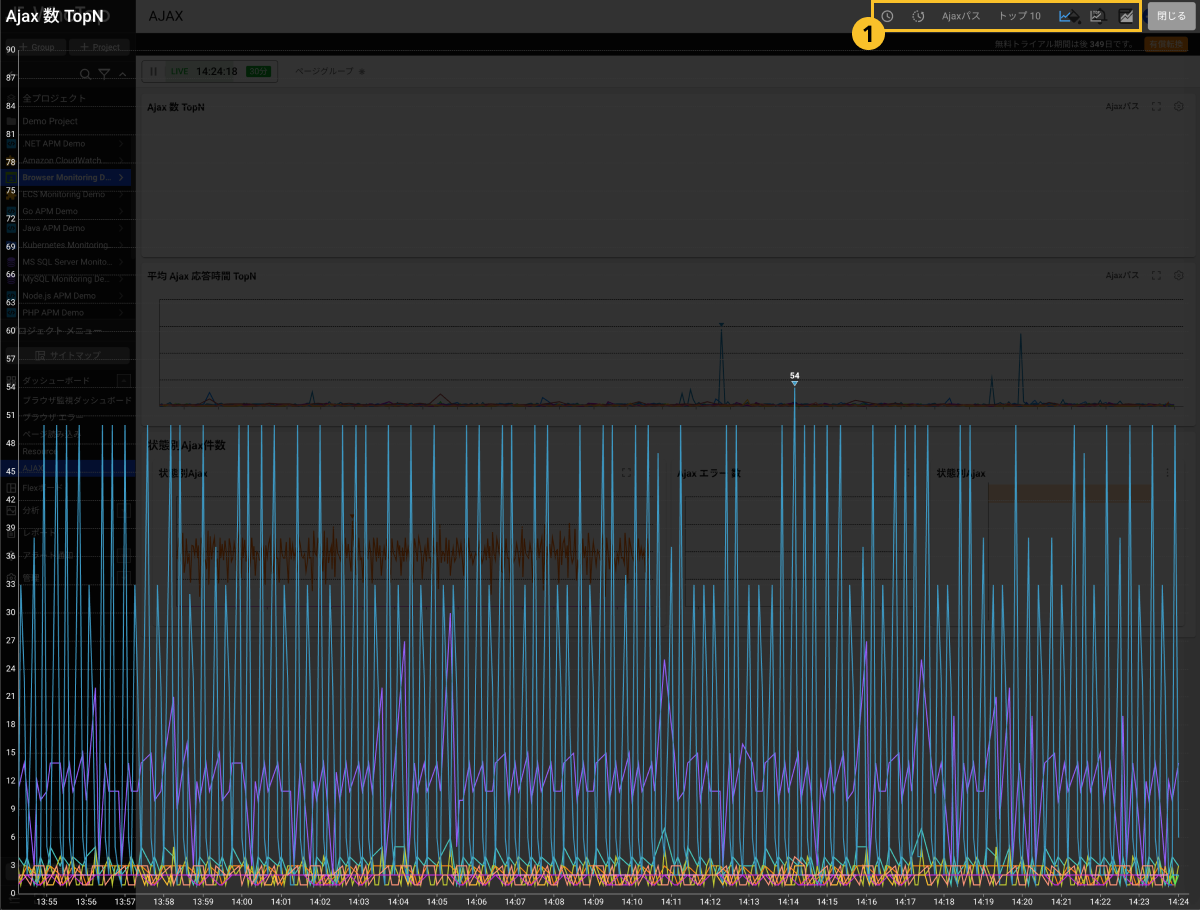 Ajax 数 TopN
AJAX
Ajaxパス
トップ 10
閉じる
1
+ Group
+ Project
無料トライアル期間は後 349日です。
有償転換
LIVE
14:24:18
ページグループ
全プロジェクト
Demo Project
.NET APM Demo
Amazon CloudWatch...
Browser Monitoring D...
ECS Monitoring Demo
Go APM Demo
Java APM Demo
Kubernetes Monitoring...
MS SQL Server Monito...
MySQL Monitoring De...
Node.js APM Demo
PHP APM Demo
プロジェクト メニュー
サイトマップ
ダッシューボード
ブラウザ監視ダッシューボード
ブラウザ エラー
ページ読み込み
Resource
AJAX
分析
レポート
Ajax 数 TopN
Ajaxパス
平均 Ajax 応答時間 TopN
Ajaxパス
54
状態別 Ajax件数
状態別Ajax
Ajax エラー 数
状態別Ajax
90
87
84
81
78
75
72
69
66
63
60
57
54
51
48
45
42
39
36
33
30
27
24
21
18
15
12
9
6
3
0
13:55
13:56
13:57
13:58
13:59
14:00
14:01
14:02
14:03
14:04
14:05
14:06
14:07
14:08
14:09
14:10
14:11
14:12
14:13
14:14
14:15
14:16
14:17
14:18
14:19
14:20
14:21
14:22
14:23
14:24